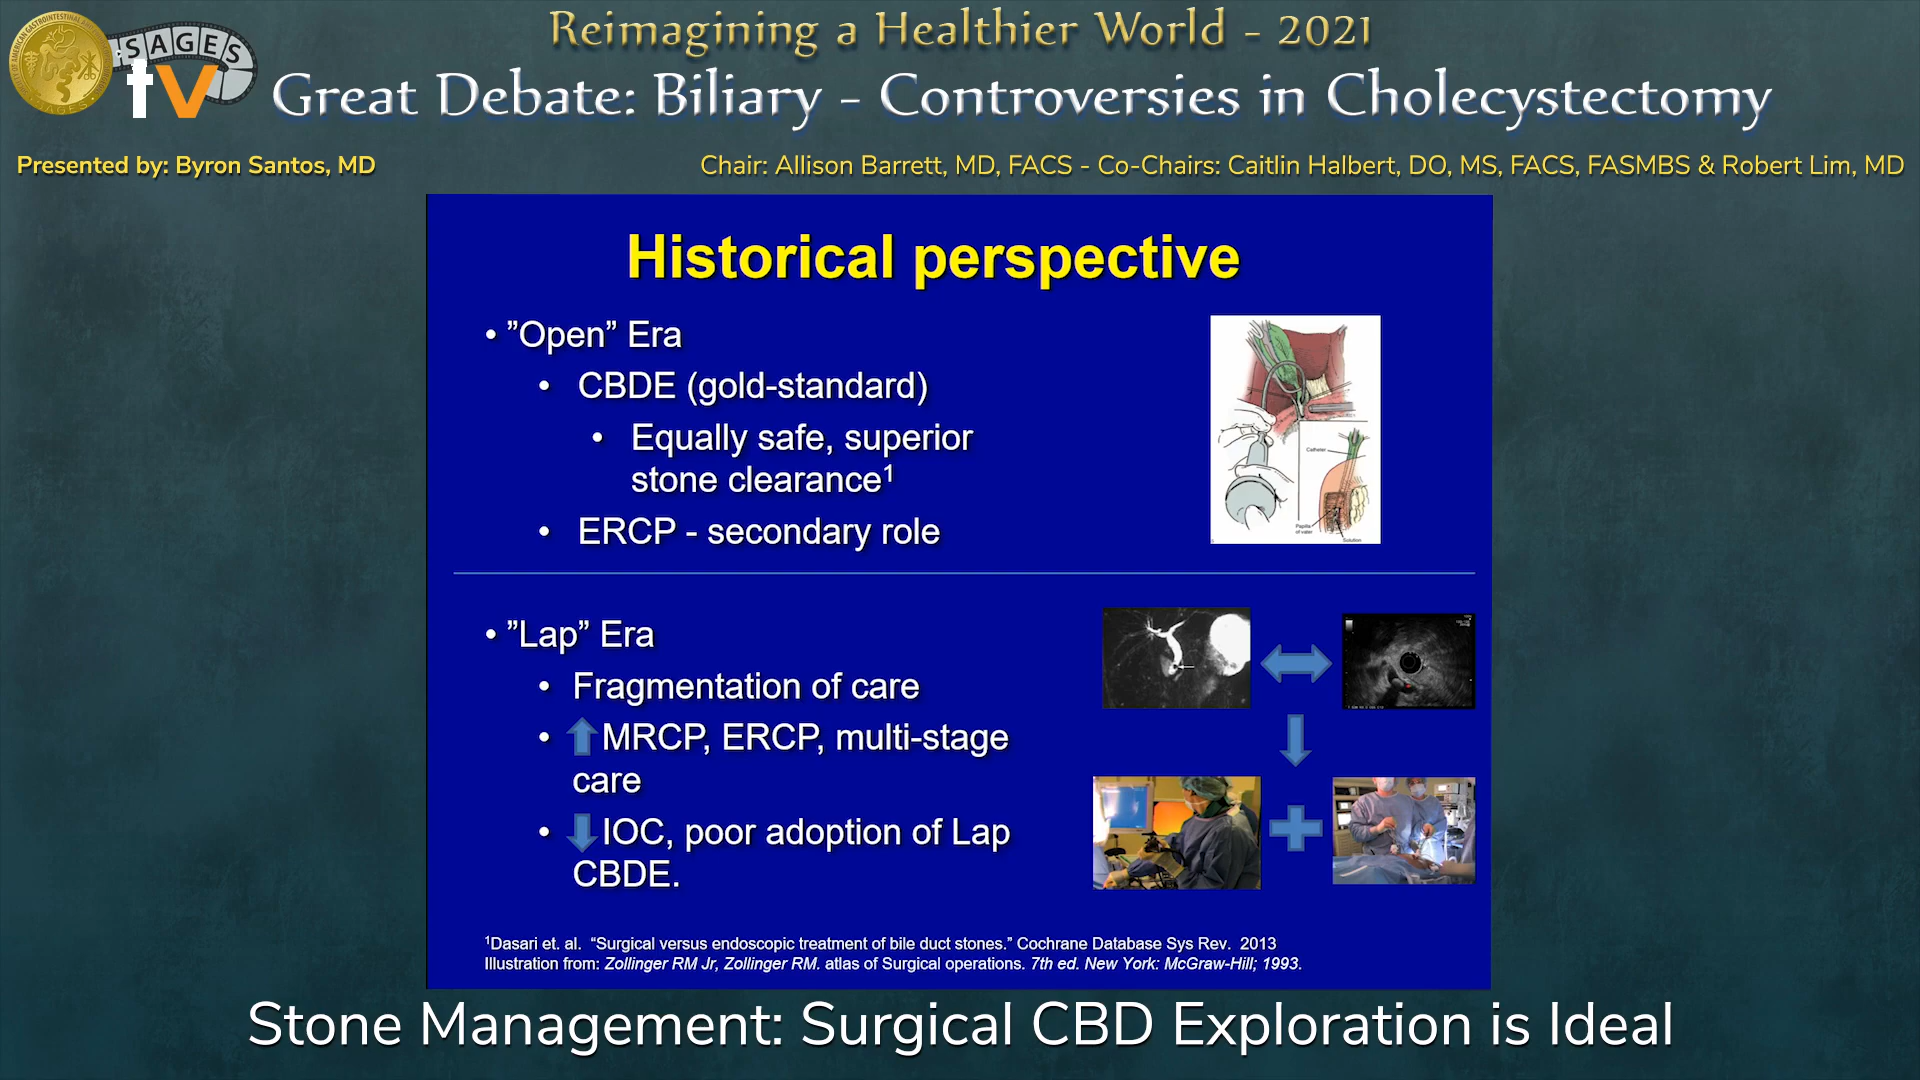 Reimagining a Healthier World - 2021
SAGES
tv
Great Debate: Biliary - Controversies in Cholecystectomy
Presented by: Byron Santos, MD
Chair: Allison Barrett, MD, FACS - Co-Chairs: Caitlin Halbert, DO, MS, FACS, FASMBS & Robert Lim, MD
Historical perspective
• ”Open” Era
• CBDE (gold-standard)
• Equally safe, superior
stone clearance¹
• ERCP - secondary role
Catheter
Papilla
of vater
Solution
• ”Lap” Era
• Fragmentation of care
• MRCP, ERCP, multi-stage
care
• IOC, poor adoption of Lap
CBDE.
¹Dasari et. al. “Surgical versus endoscopic treatment of bile duct stones.” Cochrane Database Sys Rev. 2013
Illustration from: Zollinger RM Jr, Zollinger RM. atlas of Surgical operations. 7th ed. New York: McGraw-Hill; 1993.
Stone Management: Surgical CBD Exploration is Ideal